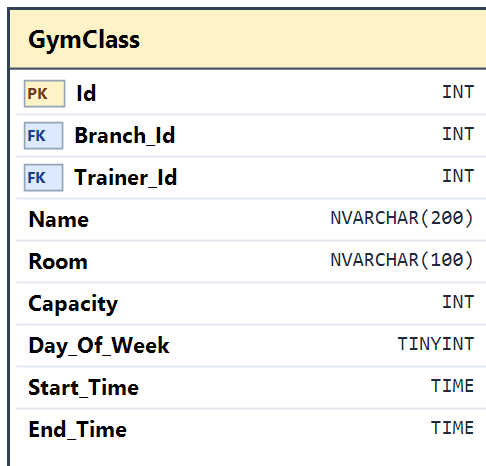 GymClass
PK Id INT
FK Branch_Id INT
FK Trainer_Id INT
Name NVARCHAR(200)
Room NVARCHAR(100)
Capacity INT
Day_Of_Week TINYINT
Start_Time TIME
End_Time TIME